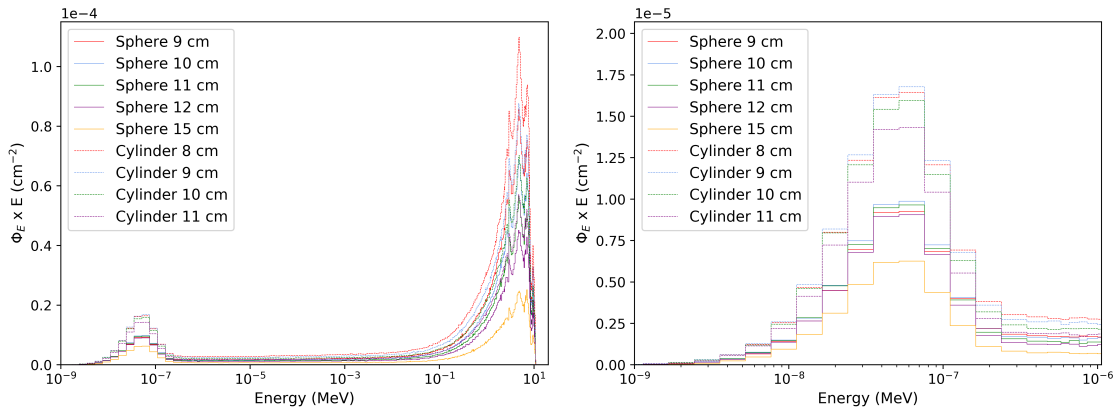 1e−4
Φ_E x E (cm⁻²)
1.0
0.8
0.6
0.4
0.2
0.0
Sphere 9 cm
Sphere 10 cm
Sphere 11 cm
Sphere 12 cm
Sphere 15 cm
Cylinder 8 cm
Cylinder 9 cm
Cylinder 10 cm
Cylinder 11 cm
10⁻⁹ 10⁻⁷ 10⁻⁵ 10⁻³ 10⁻¹ 10¹
Energy (MeV)
1e−5
Φ_E x E (cm⁻²)
2.00
1.75
1.50
1.25
1.00
0.75
0.50
0.25
0.00
Sphere 9 cm
Sphere 10 cm
Sphere 11 cm
Sphere 12 cm
Sphere 15 cm
Cylinder 8 cm
Cylinder 9 cm
Cylinder 10 cm
Cylinder 11 cm
10⁻⁹ 10⁻⁸ 10⁻⁷ 10⁻⁶
Energy (MeV)